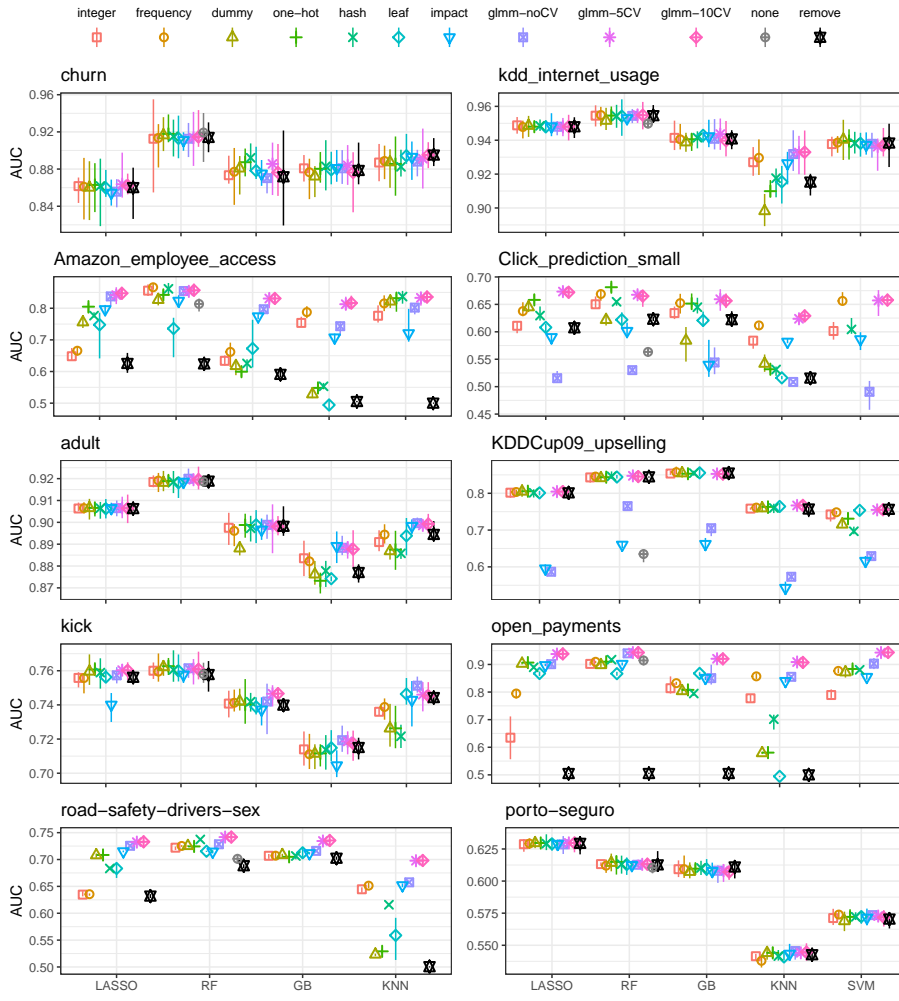 integer frequency dummy one-hot hash leaf impact glmm-noCV glmm-5CV glmm-10CV none remove
churn
AUC
0.96
0.92
0.88
0.84
kdd_internet_usage
0.96
0.94
0.92
0.90
Amazon_employee_access
AUC
0.8
0.7
0.6
0.5
Click_prediction_small
0.70
0.65
0.60
0.55
0.50
0.45
adult
AUC
0.92
0.91
0.90
0.89
0.88
0.87
KDDCup09_upselling
0.8
0.7
0.6
kick
AUC
0.76
0.74
0.72
0.70
open_payments
0.9
0.8
0.7
0.6
0.5
road-safety-drivers-sex
AUC
0.75
0.70
0.65
0.60
0.55
0.50
LASSO RF GB KNN
porto-seguro
0.625
0.600
0.575
0.550
LASSO RF GB KNN SVM